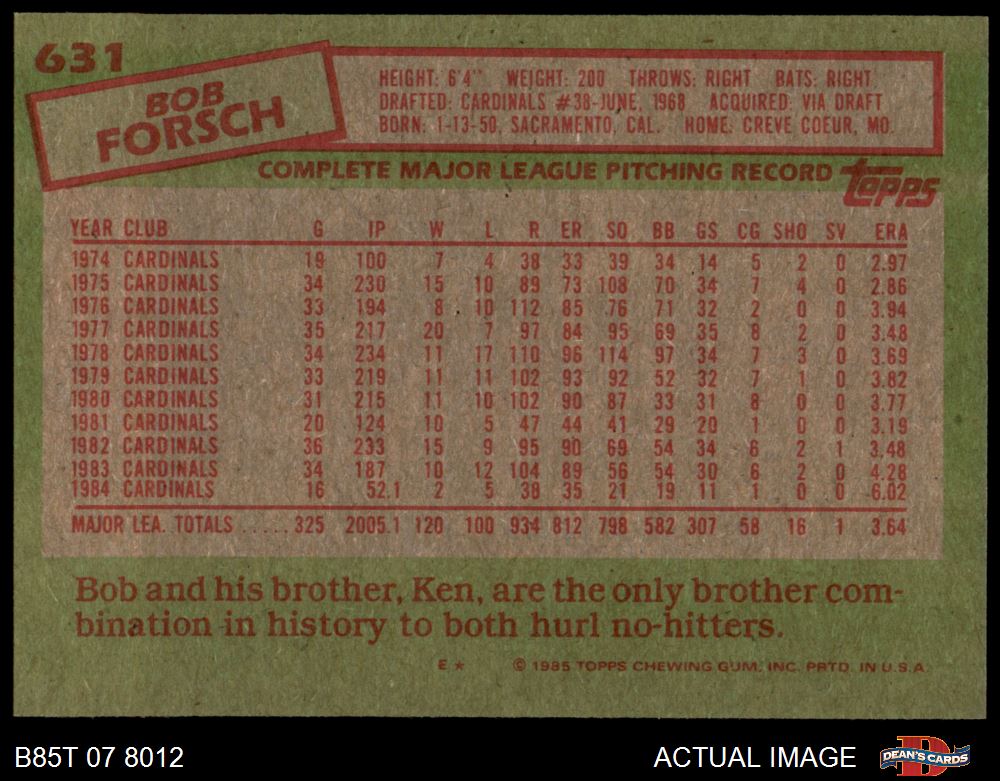 631
BOB
FORSCH
HEIGHT: 6'4" WEIGHT: 200 THROWS: RIGHT BATS: RIGHT
DRAFTED: CARDINALS #38-JUNE, 1968 ACQUIRED: VIA DRAFT
BORN: 1-13-50, SACRAMENTO, CAL. HOME: CREVE COEUR, MO.
COMPLETE MAJOR LEAGUE PITCHING RECORD topps
YEAR CLUB G IP W L R ER SO BB GS CG SHO SV ERA
1974 CARDINALS 19 100 7 4 38 33 39 34 14 5 2 0 2.97
1975 CARDINALS 34 230 15 10 89 73 108 70 34 7 4 0 2.86
1976 CARDINALS 33 194 8 10 112 85 76 71 32 2 0 0 3.94
1977 CARDINALS 35 217 20 7 97 84 95 69 35 8 2 0 3.48
1978 CARDINALS 34 234 11 17 110 96 114 97 34 7 3 0 3.69
1979 CARDINALS 33 219 11 11 102 93 92 52 32 7 1 0 3.82
1980 CARDINALS 31 215 11 10 102 90 87 33 31 8 0 0 3.77
1981 CARDINALS 20 124 10 5 47 44 41 29 20 1 0 0 3.19
1982 CARDINALS 36 233 15 9 95 90 69 54 34 6 2 1 3.48
1983 CARDINALS 34 187 10 12 104 89 56 54 30 6 2 0 4.28
1984 CARDINALS 16 52.1 2 5 38 35 21 19 11 1 0 0 6.02
MAJOR LEA. TOTALS ..... 325 2005.1 120 100 934 812 798 582 307 58 16 1 3.64
Bob and his brother, Ken, are the only brother com-
bination in history to both hurl no-hitters.
E * © 1985 TOPPS CHEWING GUM, INC. PRTD. IN U.S.A.
B85T 07 8012 ACTUAL IMAGE DEAN'S CARDS